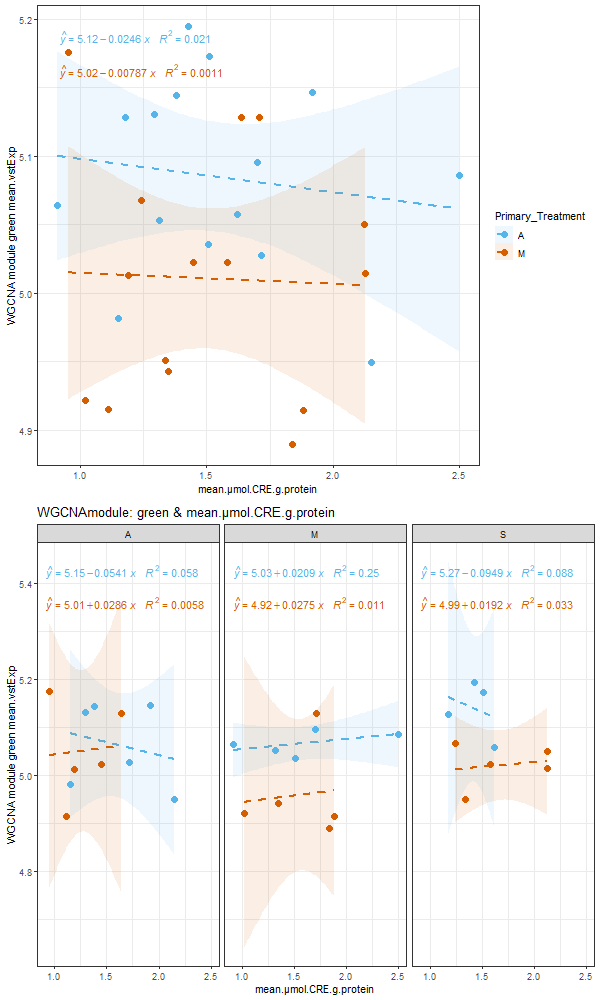 5.2
ŷ = 5.12 − 0.0246 x   R² = 0.021
ŷ = 5.02 − 0.00787 x   R² = 0.0011
5.1
5.0
4.9
WGCNA module green mean.vstExp
1.0 1.5 2.0 2.5
mean.µmol.CRE.g.protein
Primary_Treatment
A
M
WGCNAmodule: green & mean.µmol.CRE.g.protein
A M S
ŷ = 5.15 − 0.0541 x   R² = 0.058
ŷ = 5.01 + 0.0286 x   R² = 0.0058
ŷ = 5.03 + 0.0209 x   R² = 0.25
ŷ = 4.92 + 0.0275 x   R² = 0.011
ŷ = 5.27 − 0.0949 x   R² = 0.088
ŷ = 4.99 + 0.0192 x   R² = 0.033
5.4
5.2
5.0
4.8
WGCNA module green mean.vstExp
1.0 1.5 2.0 2.5 1.0 1.5 2.0 2.5 1.0 1.5 2.0 2.5
mean.µmol.CRE.g.protein